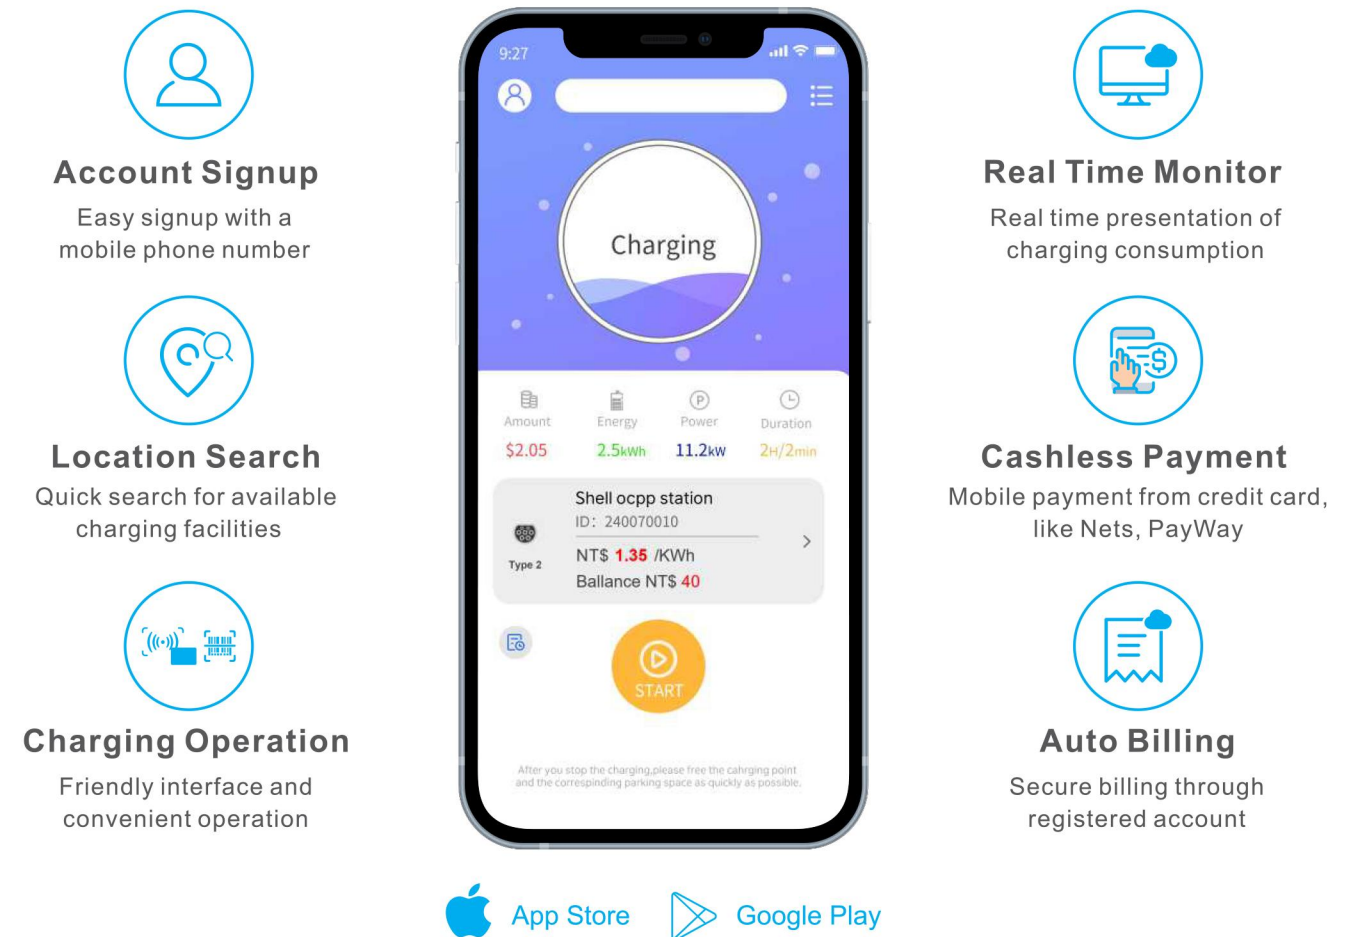 Account Signup
Easy signup with a
mobile phone number
Location Search
Quick search for available
charging facilities
Charging Operation
Friendly interface and
convenient operation
9:27
Charging
Amount
Energy
P
Power
Duration
$2.05
2.5kWh
11.2kW
2H/2min
Shell ocpp station
ID: 240070010
Type 2
NT$ 1.35 /KWh
Ballance NT$ 40
START
After you stop the charging,please free the cahrging point
and the correspinding parking space as quickly as possible.
Real Time Monitor
Real time presentation of
charging consumption
$
Cashless Payment
Mobile payment from credit card,
like Nets, PayWay
Auto Billing
Secure billing through
registered account
App Store
Google Play